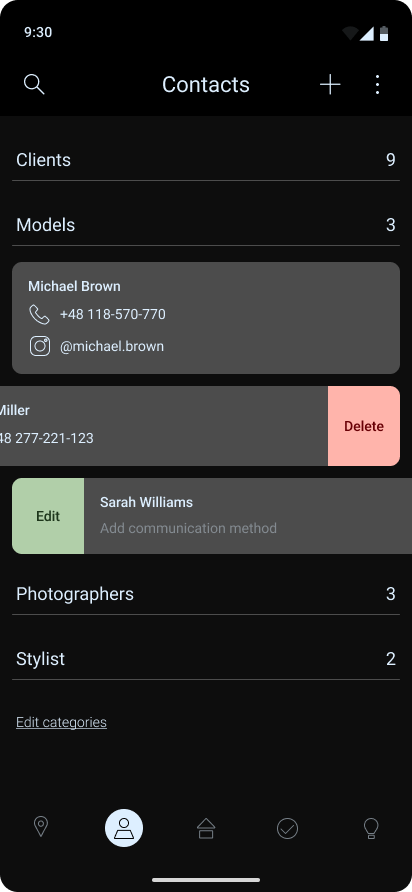 9:30
Contacts
Clients 9
Models 3
Michael Brown
+48 118-570-770
@michael.brown
Miller
48 277-221-123
Delete
Edit
Sarah Williams
Add communication method
Photographers 3
Stylist 2
Edit categories